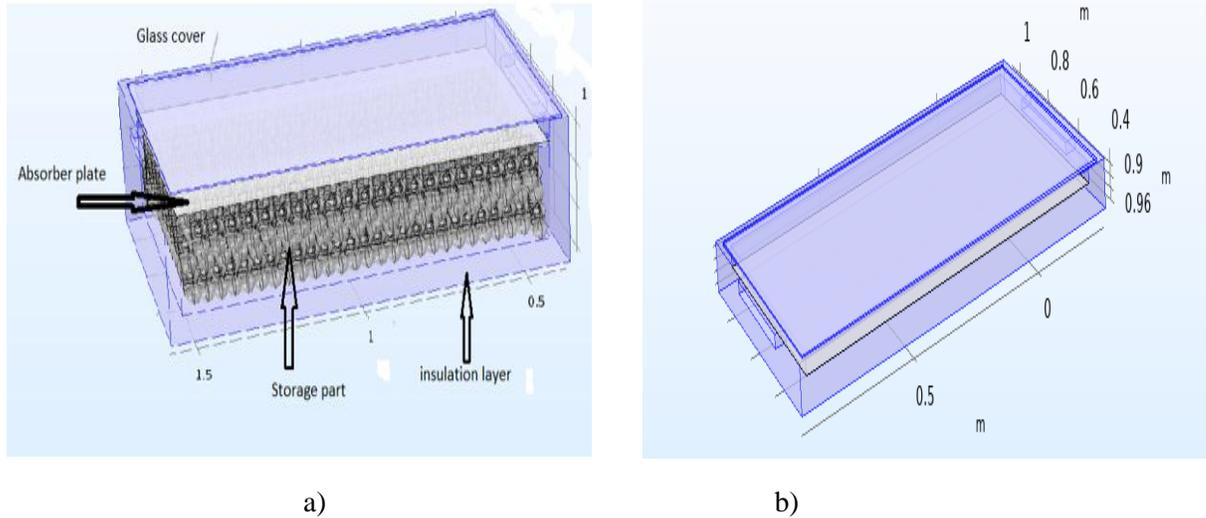 Glass cover
1
Absorber plate
0.5
1
insulation layer
1.5
Storage part
m
1
0.8
0.6
0.4
0.9
m
0.96
0
0.5
m
a)
b)